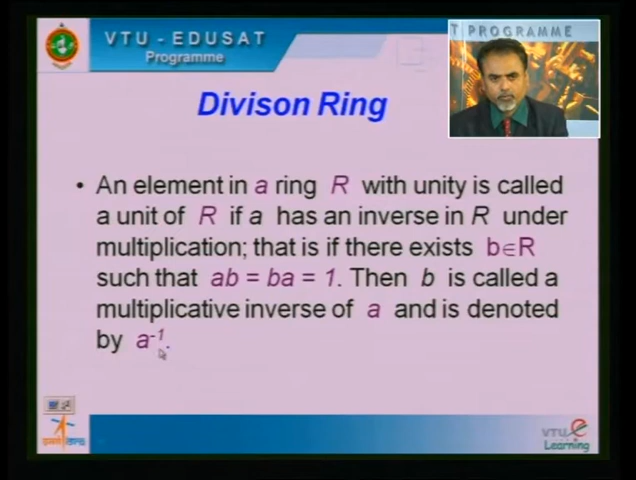 VTU - EDUSAT
Programme
T PROGRAMME
Divison Ring
• An element in a ring R with unity is called
a unit of R if a has an inverse in R under
multiplication; that is if there exists b∈R
such that ab = ba = 1. Then b is called a
multiplicative inverse of a and is denoted
by a⁻¹.
VTU e
Learning